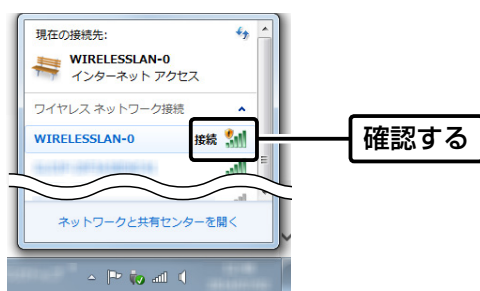 現在の接続先:
WIRELESSLAN-0
インターネット アクセス
ワイヤレス ネットワーク接続
WIRELESSLAN-0 接続
確認する
ネットワークと共有センターを開く